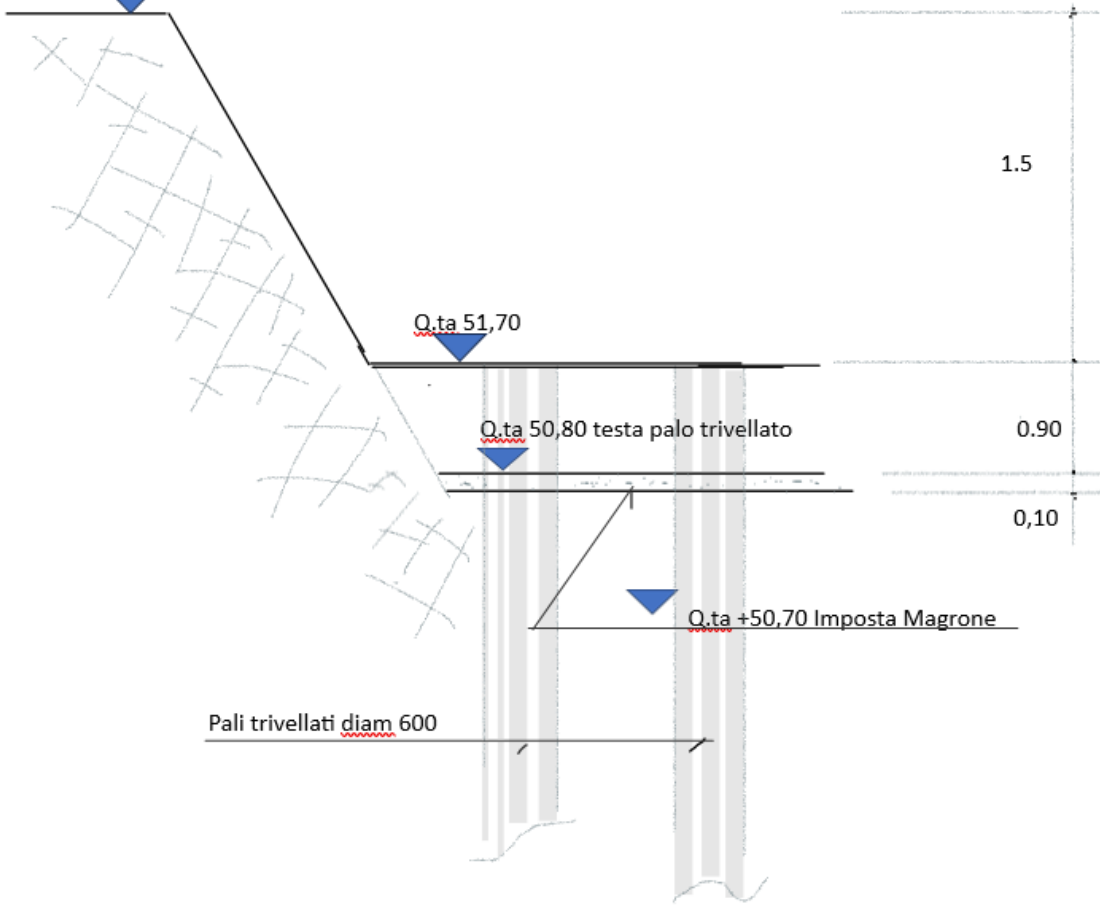 1.5
Q.ta 51,70
Q.ta 50,80 testa palo trivellato
0.90
0,10
Q.ta +50,70 Imposta Magrone
Pali trivellati diam 600